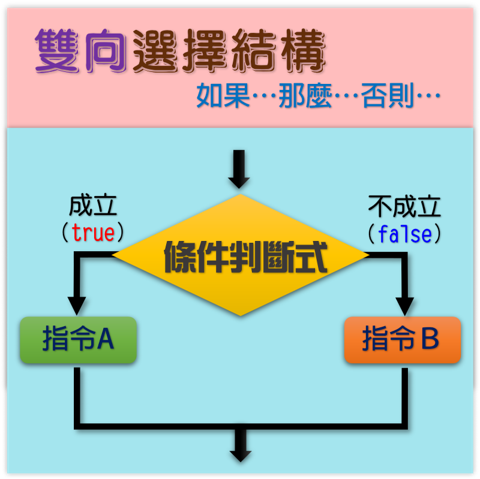 雙向選擇結構
如果…那麼…否則…
成立
(true)
不成立
(false)
條件判斷式
指令A
指令B